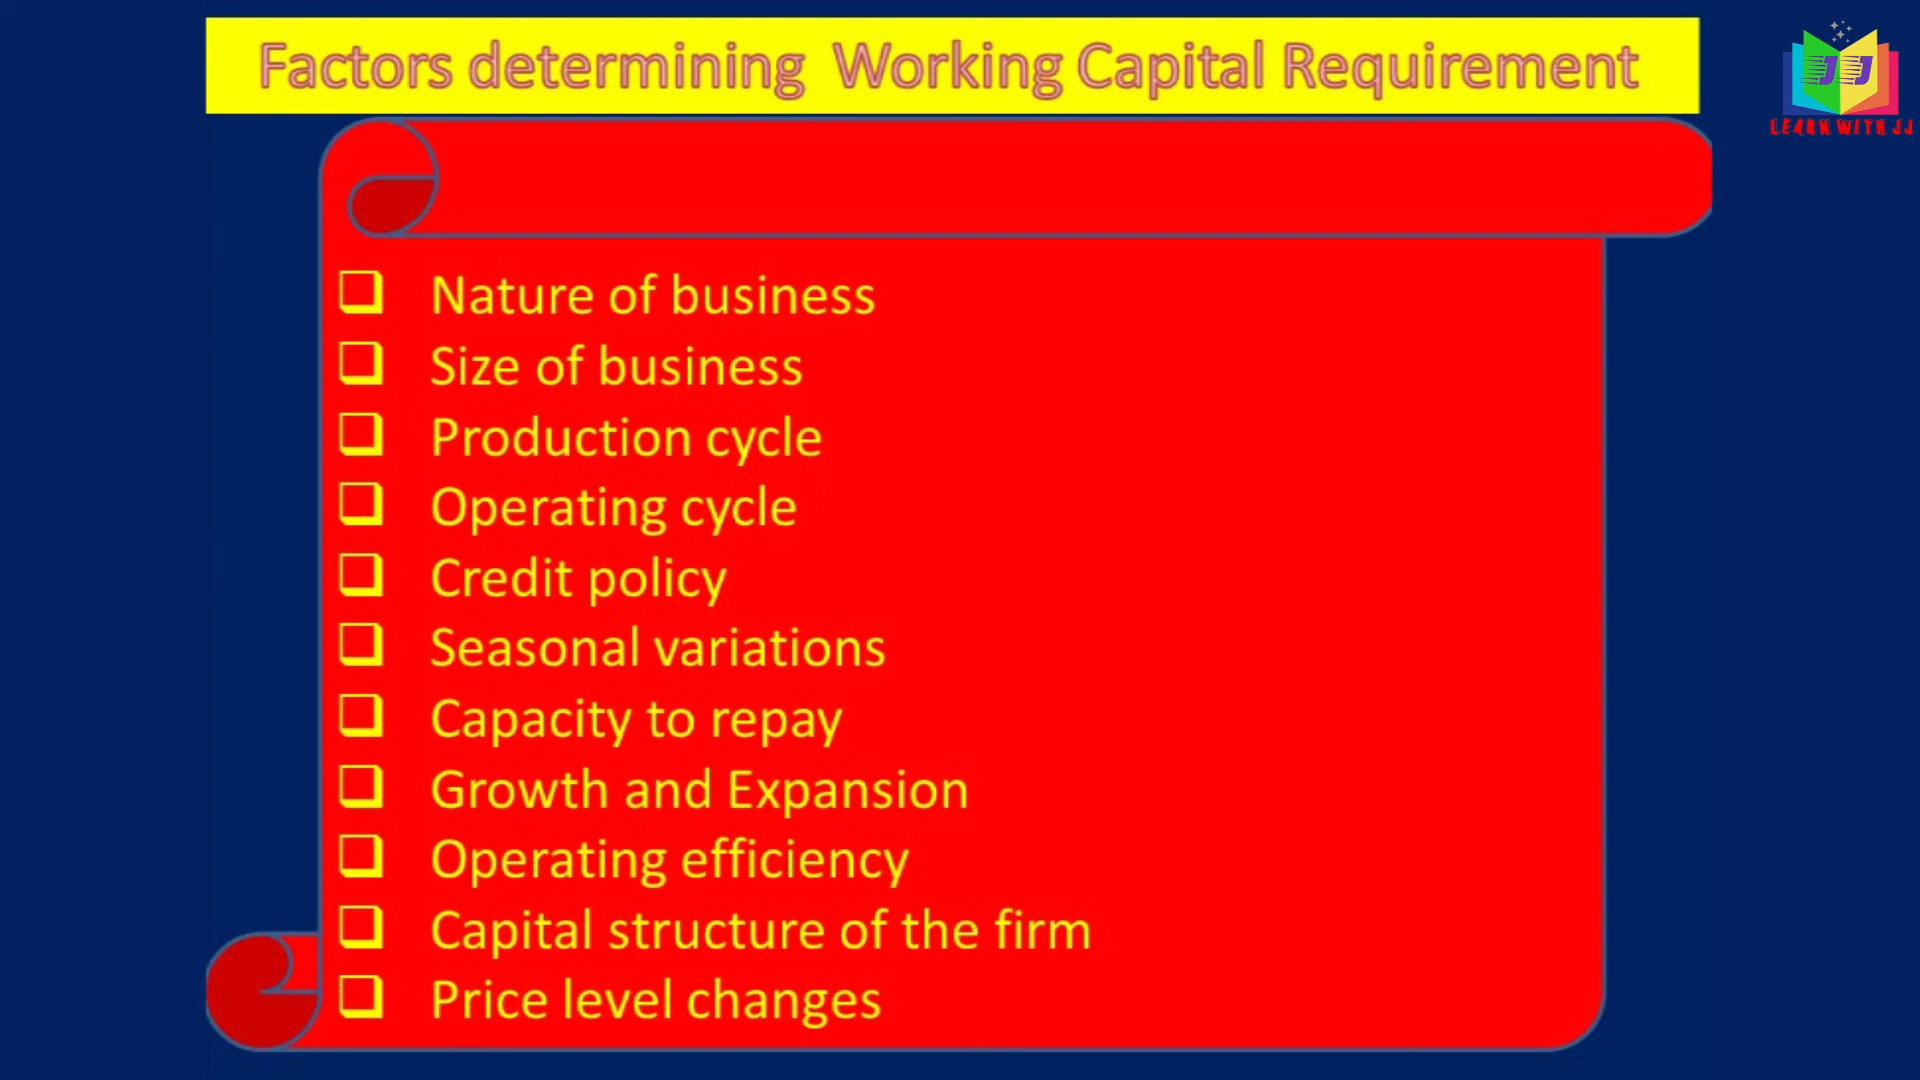 Factors determining Working Capital Requirement
JJ
LEARN WITH JJ
Nature of business
Size of business
Production cycle
Operating cycle
Credit policy
Seasonal variations
Capacity to repay
Growth and Expansion
Operating efficiency
Capital structure of the firm
Price level changes